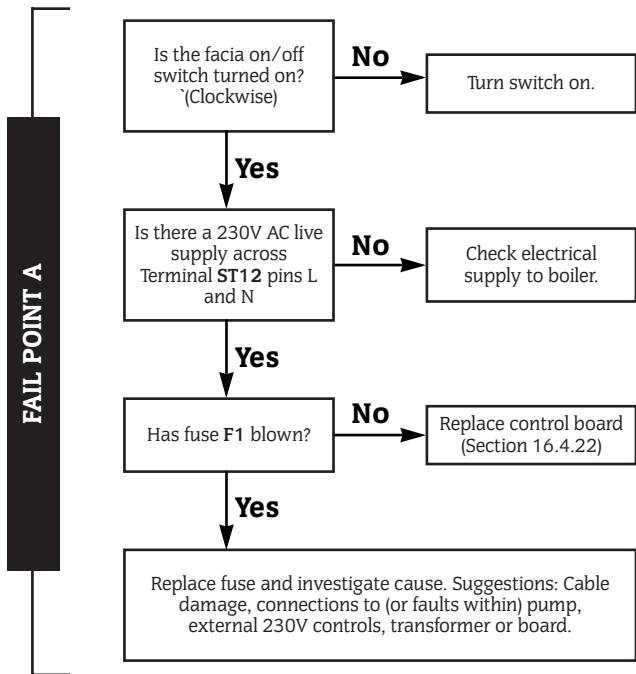 FAIL POINT A
Is the facia on/off
switch turned on?
`(Clockwise)
No
Turn switch on.
Yes
Is there a 230V AC live
supply across
Terminal ST12 pins L
and N
No
Check electrical
supply to boiler.
Yes
Has fuse F1 blown?
No
Replace control board
(Section 16.4.22)
Yes
Replace fuse and investigate cause. Suggestions: Cable
damage, connections to (or faults within) pump,
external 230V controls, transformer or board.